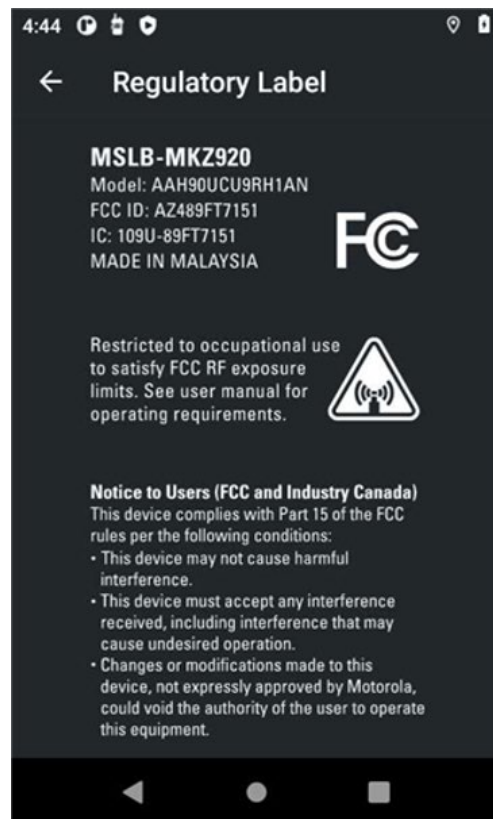 4:44
Regulatory Label
MSLB-MKZ920
Model: AAH90UCU9RH1AN
FCC ID: AZ489FT7151
IC: 109U-89FT7151
MADE IN MALAYSIA
FC
Restricted to occupational use
to satisfy FCC RF exposure
limits. See user manual for
operating requirements.
Notice to Users (FCC and Industry Canada)
This device complies with Part 15 of the FCC
rules per the following conditions:
• This device may not cause harmful
interference.
• This device must accept any interference
received, including interference that may
cause undesired operation.
• Changes or modifications made to this
device, not expressly approved by Motorola,
could void the authority of the user to operate
this equipment.